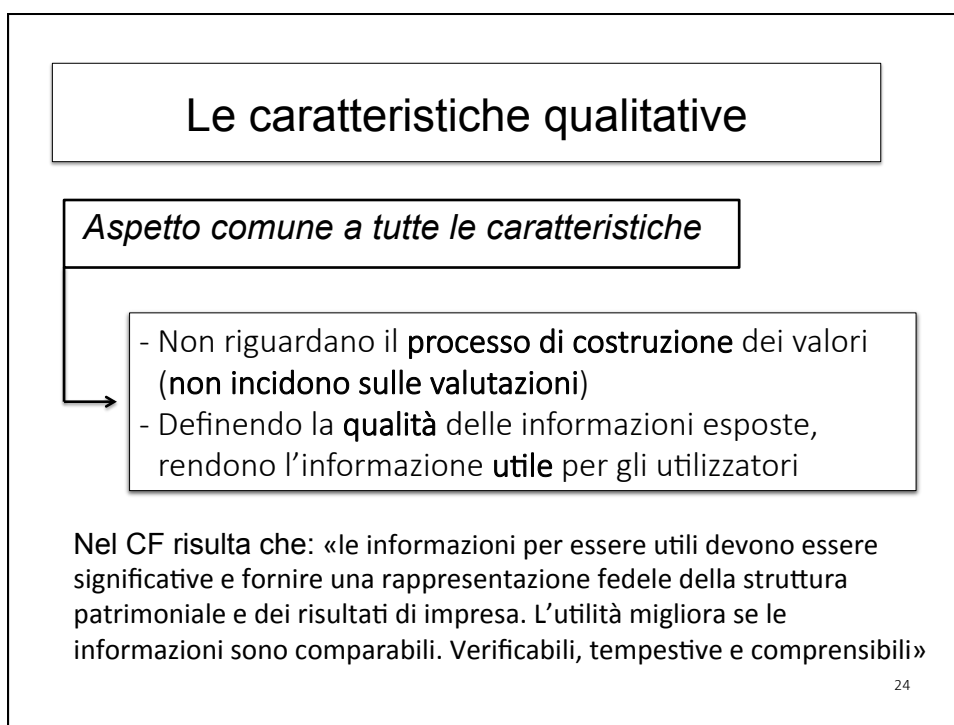 Le caratteristiche qualitative
Aspetto comune a tutte le caratteristiche
- Non riguardano il processo di costruzione dei valori
(non incidono sulle valutazioni)
- Definendo la qualità delle informazioni esposte,
rendono l’informazione utile per gli utilizzatori
Nel CF risulta che: «le informazioni per essere utili devono essere
significative e fornire una rappresentazione fedele della struttura
patrimoniale e dei risultati di impresa. L’utilità migliora se le
informazioni sono comparabili. Verificabili, tempestive e comprensibili»
24